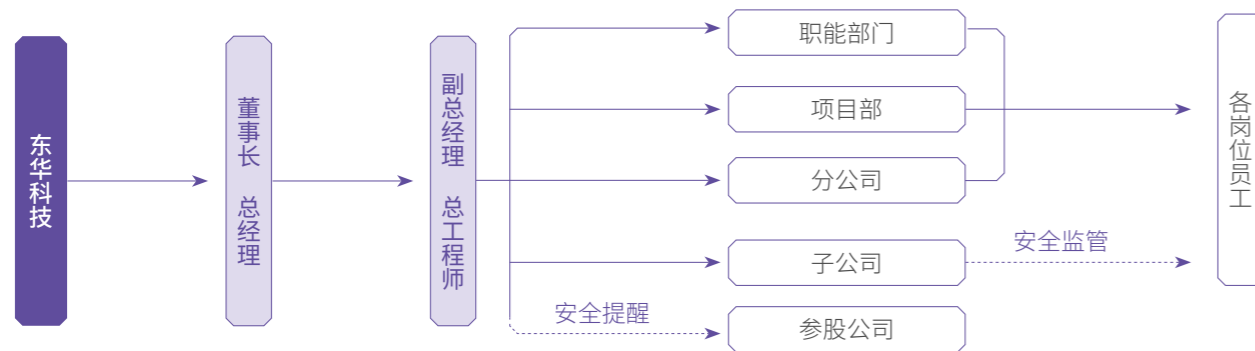 东华科技
董事长 总经理
副总经理 总工程师
职能部门
项目部
分公司
子公司
参股公司
安全提醒
安全监管
各岗位员工